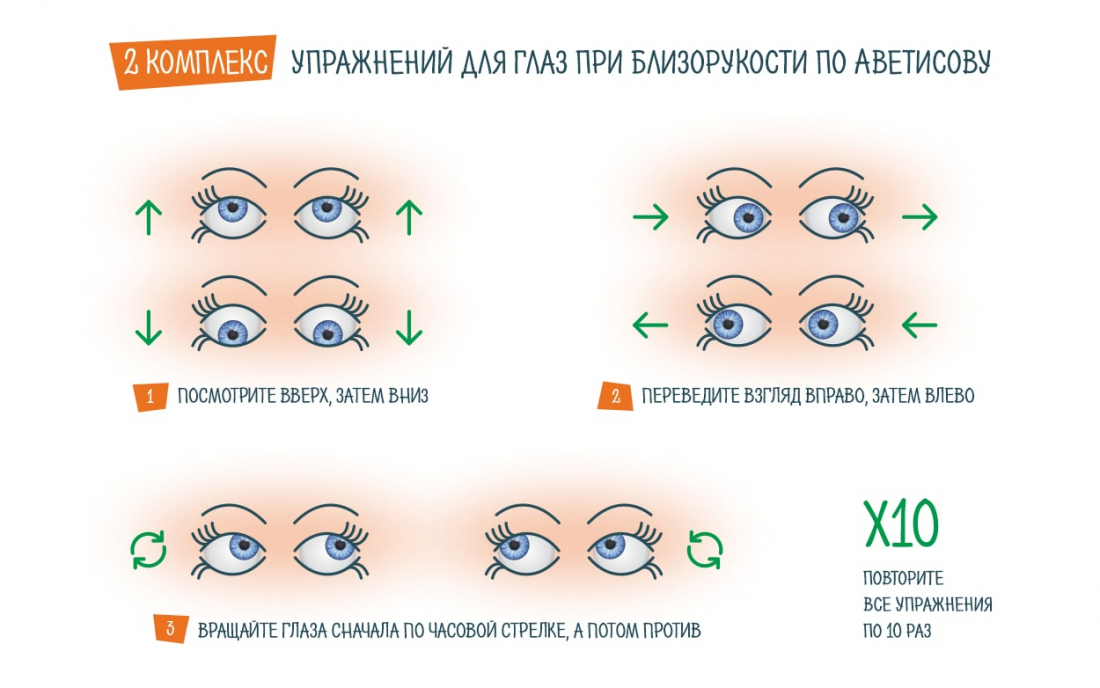 2 КОМПЛЕКС УПРАЖНЕНИЙ ДЛЯ ГЛАЗ ПРИ БЛИЗОРУКОСТИ ПО АВЕТИСОВУ
1 ПОСМОТРИТЕ ВВЕРХ, ЗАТЕМ ВНИЗ
2 ПЕРЕВЕДИТЕ ВЗГЛЯД ВПРАВО, ЗАТЕМ ВЛЕВО
3 ВРАЩАЙТЕ ГЛАЗА СНАЧАЛА ПО ЧАСОВОЙ СТРЕЛКЕ, А ПОТОМ ПРОТИВ
X10
ПОВТОРИТЕ
ВСЕ УПРАЖНЕНИЯ
ПО 10 РАЗ